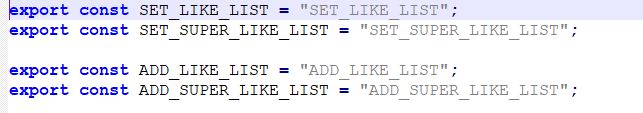 export const SET_LIKE_LIST = "SET_LIKE_LIST";
export const SET_SUPER_LIKE_LIST = "SET_SUPER_LIKE_LIST";
export const ADD_LIKE_LIST = "ADD_LIKE_LIST";
export const ADD_SUPER_LIKE_LIST = "ADD_SUPER_LIKE_LIST";